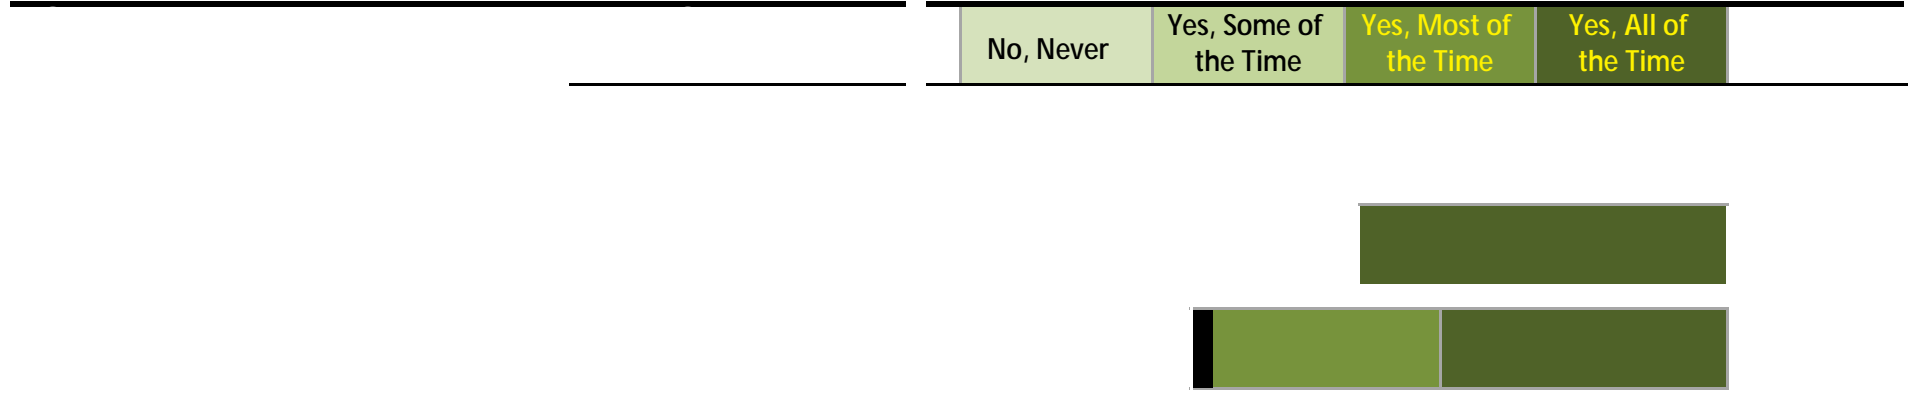 No, Never
Yes, Some of
the Time
Yes, Most of
the Time
Yes, All of
the Time